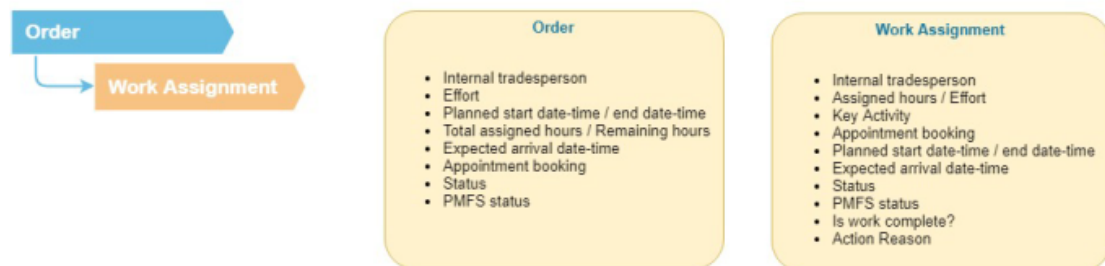 Order
Work Assignment
Order
• Internal tradesperson
• Effort
• Planned start date-time / end date-time
• Total assigned hours / Remaining hours
• Expected arrival date-time
• Appointment booking
• Status
• PMFS status
Work Assignment
• Internal tradesperson
• Assigned hours / Effort
• Key Activity
• Appointment booking
• Planned start date-time / end date-time
• Expected arrival date-time
• Status
• PMFS status
• Is work complete?
• Action Reason